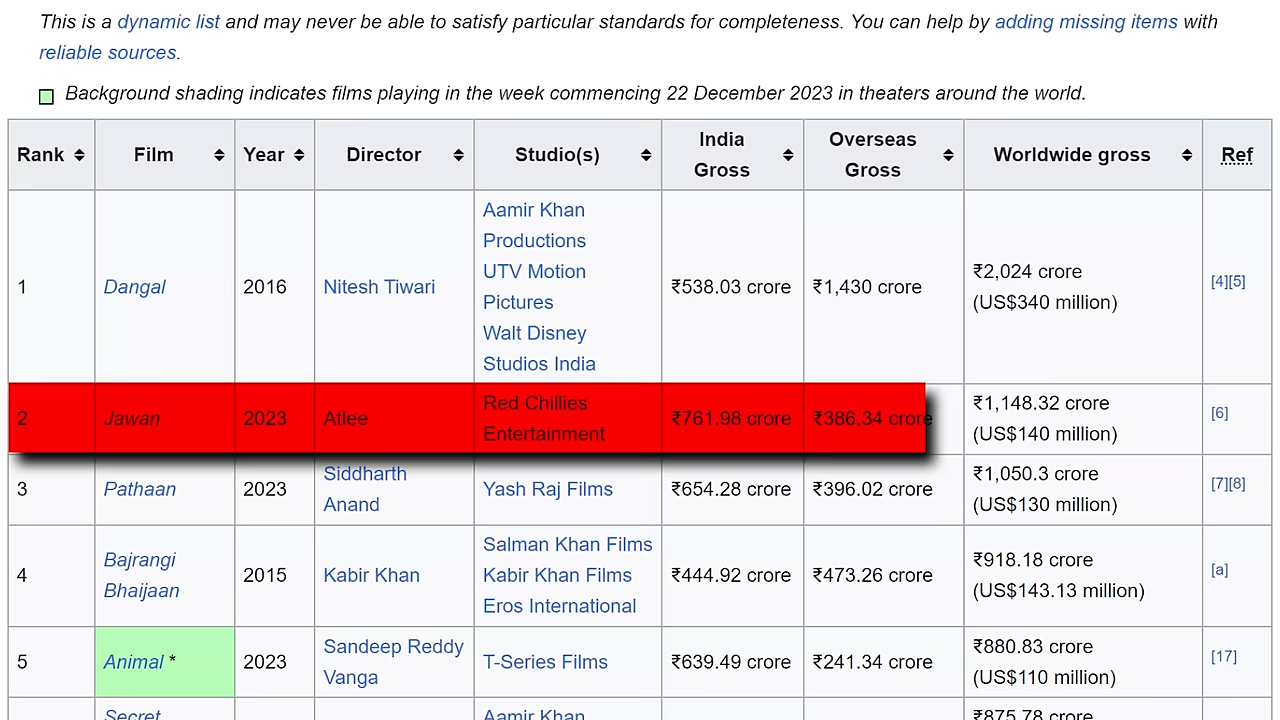 This is a dynamic list and may never be able to satisfy particular standards for completeness. You can help by adding missing items with
reliable sources.
Background shading indicates films playing in the week commencing 22 December 2023 in theaters around the world.
Rank Film Year Director Studio(s) India Gross Overseas Gross Worldwide gross Ref
1 Dangal 2016 Nitesh Tiwari Aamir Khan Productions UTV Motion Pictures Walt Disney Studios India ₹538.03 crore ₹1,430 crore ₹2,024 crore (US$340 million) [4][5]
2 Jawan 2023 Atlee Red Chillies Entertainment ₹761.98 crore ₹386.34 crore ₹1,148.32 crore (US$140 million) [6]
3 Pathaan 2023 Siddharth Anand Yash Raj Films ₹654.28 crore ₹396.02 crore ₹1,050.3 crore (US$130 million) [7][8]
4 Bajrangi Bhaijaan 2015 Kabir Khan Salman Khan Films Kabir Khan Films Eros International ₹444.92 crore ₹473.26 crore ₹918.18 crore (US$143.13 million) [a]
5 Animal * 2023 Sandeep Reddy Vanga T-Series Films ₹639.49 crore ₹241.34 crore ₹880.83 crore (US$110 million) [17]
Secret Aamir Khan ₹875.78 crore